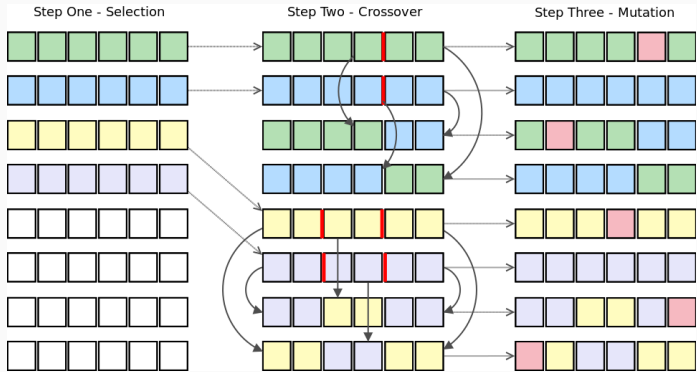 Step One - Selection
Step Two - Crossover
Step Three - Mutation